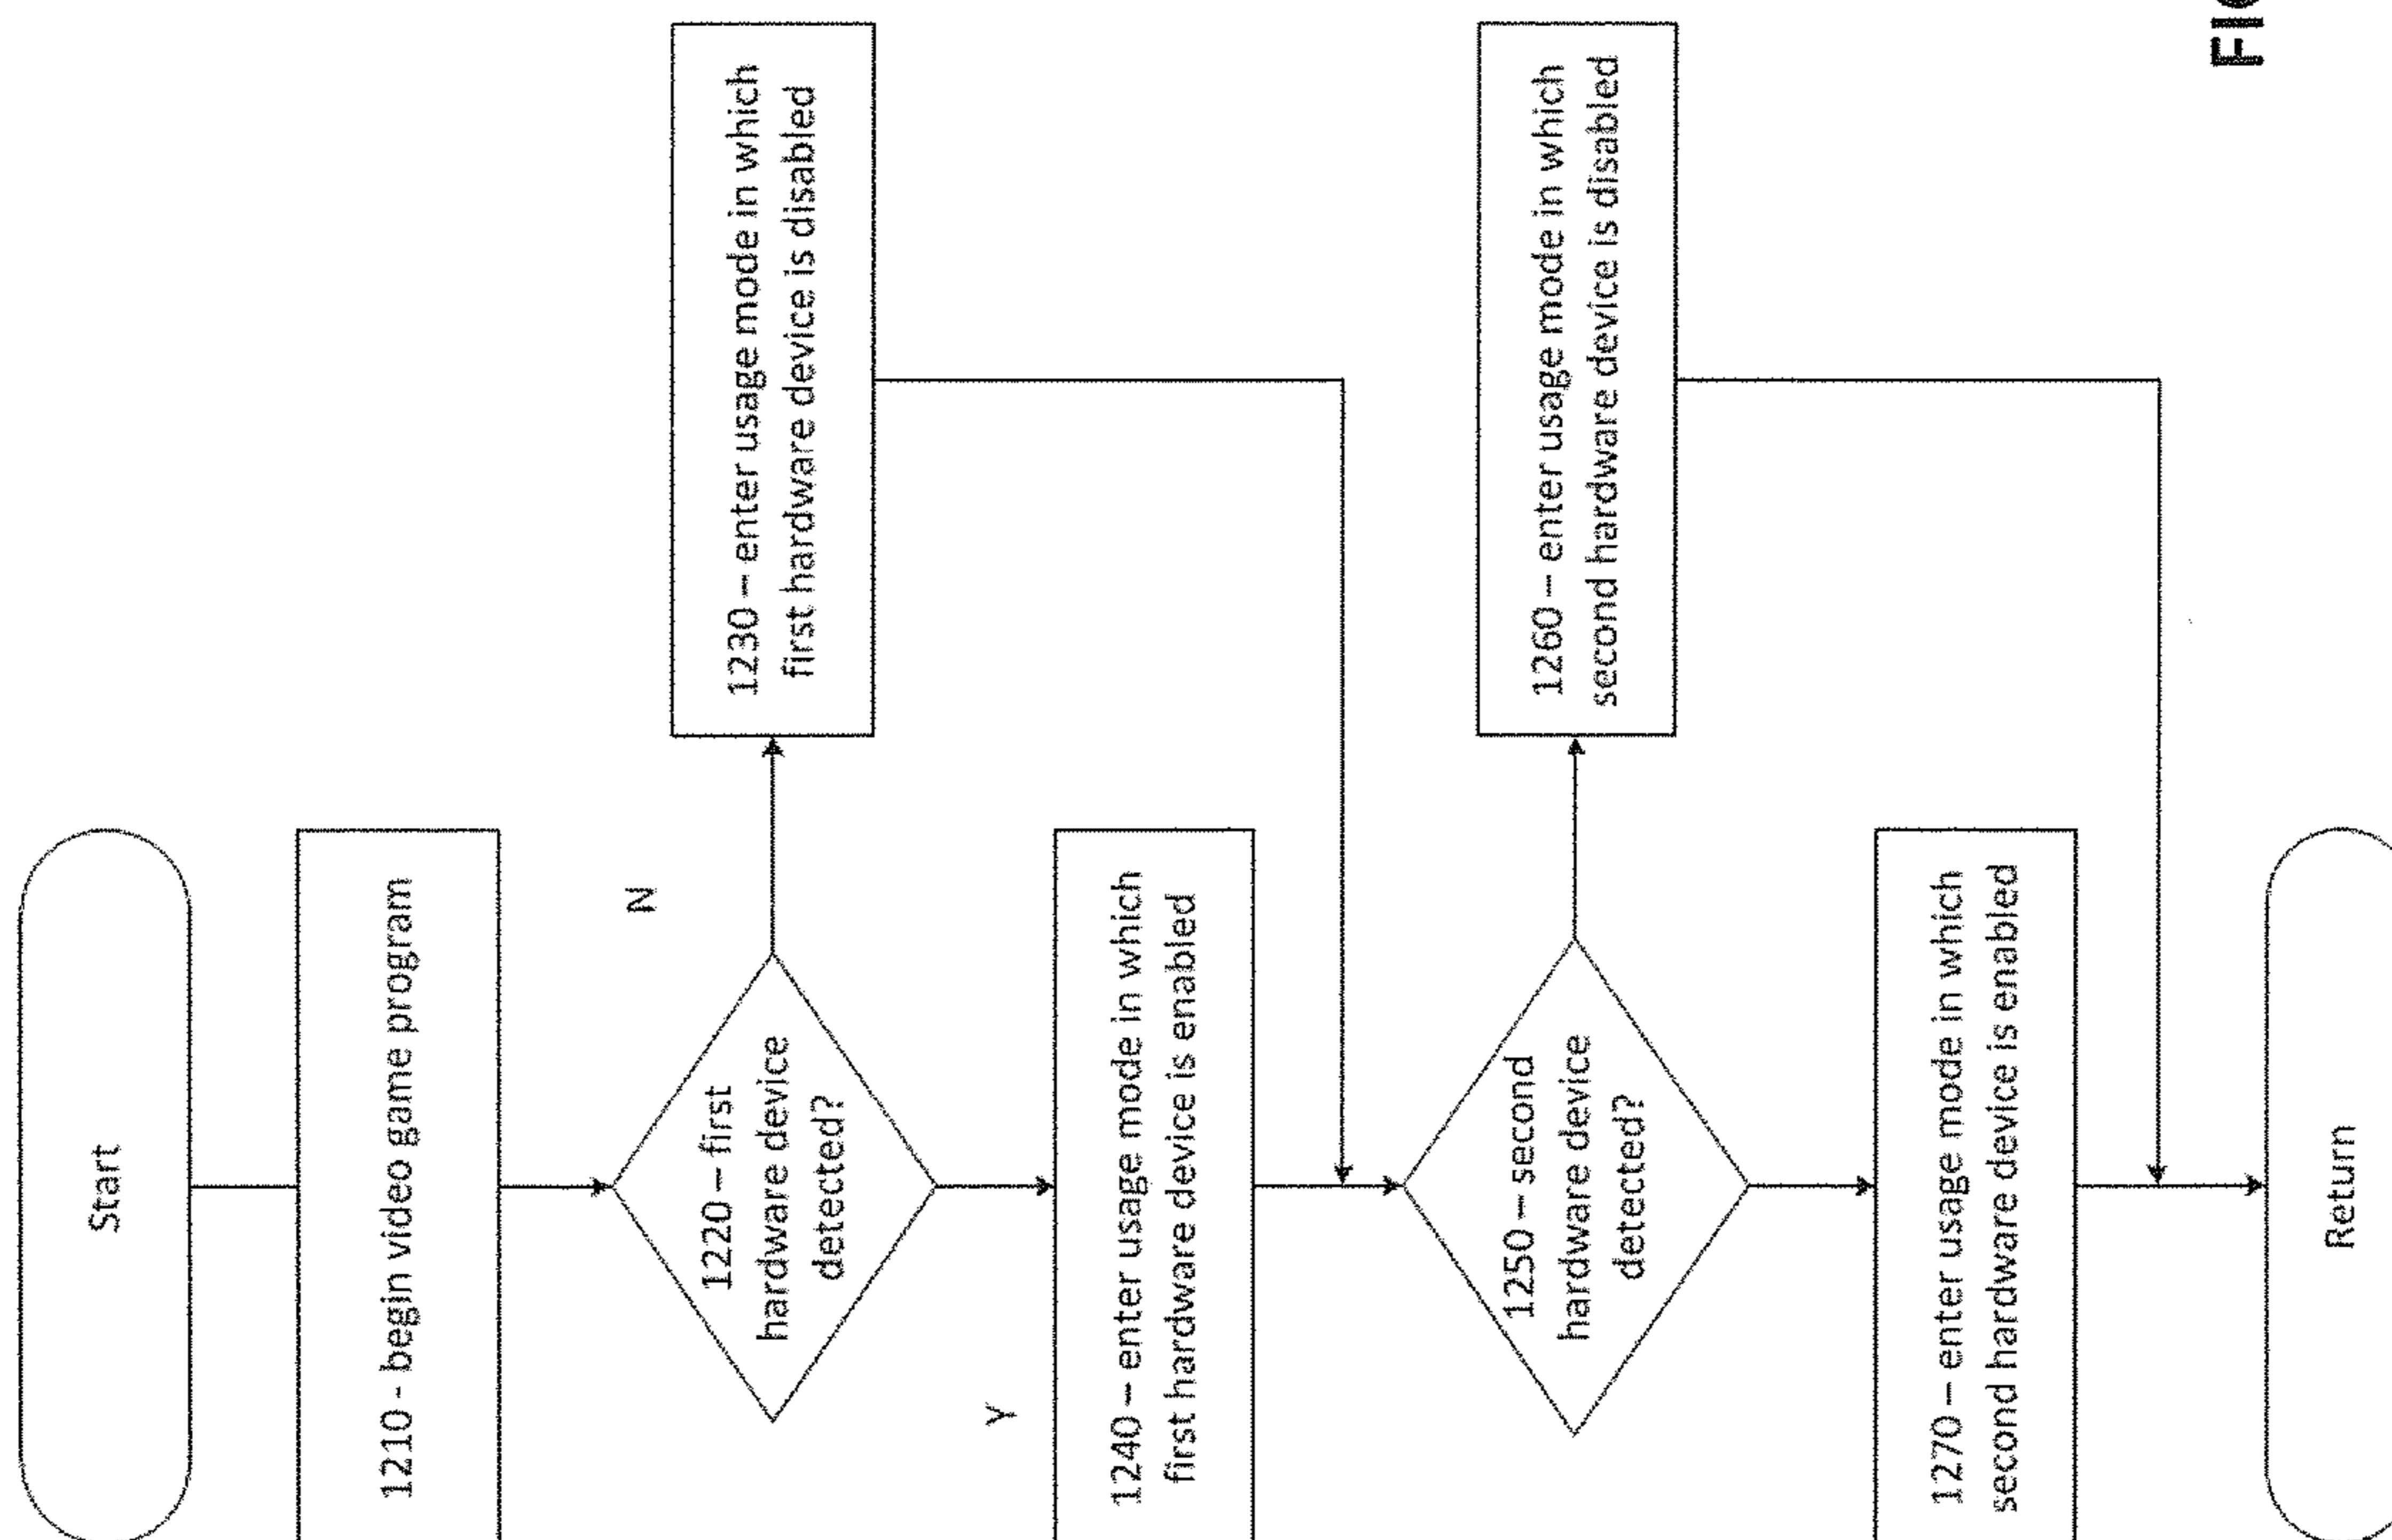 Start
1210 - begin video game program
N
1220 – first
hardware device
detected?
1230 – enter usage mode in which
first hardware device is disabled
Y
1240 – enter usage mode in which
first hardware device is enabled
1250 – second
hardware device
detected?
1260 – enter usage mode in which
second hardware device is disabled
1270 – enter usage mode in which
second hardware device is enabled
Return